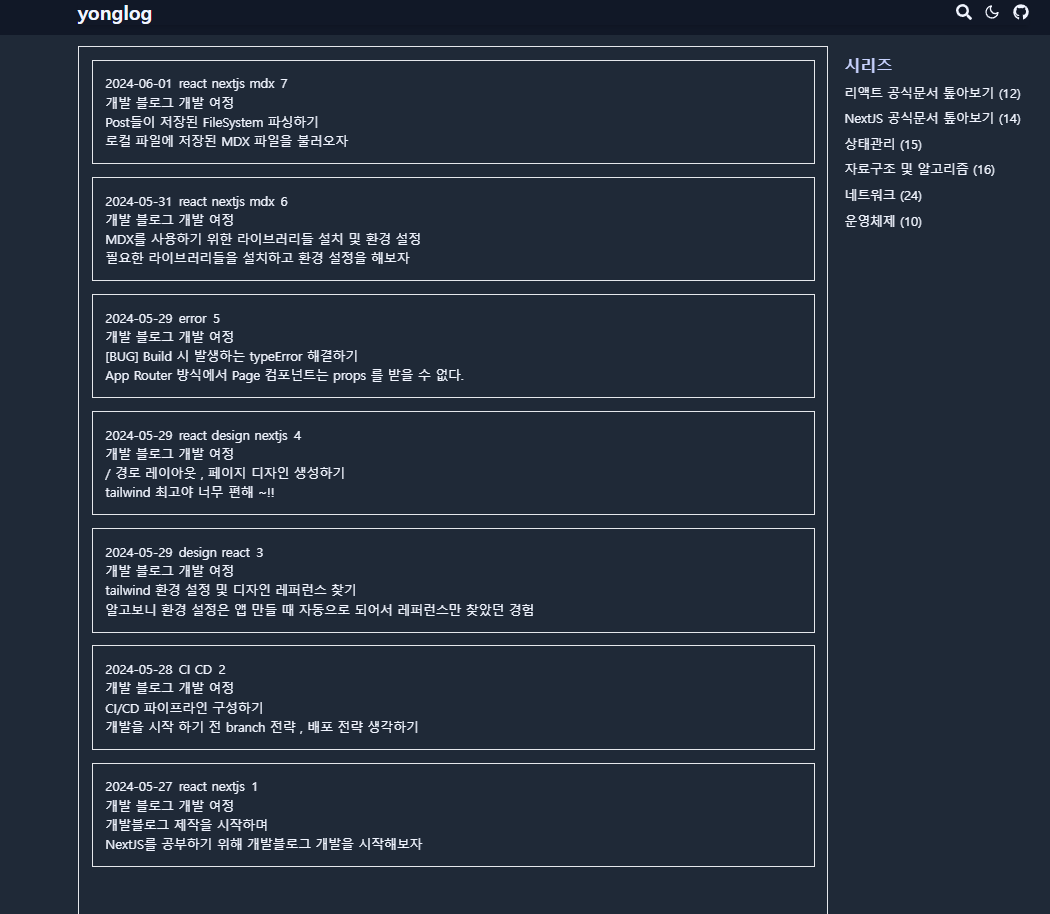 yonglog
2024-06-01 react nextjs mdx 7
개발 블로그 개발 여정
Post들이 저장된 FileSystem 파싱하기
로컬 파일에 저장된 MDX 파일을 불러오자
2024-05-31 react nextjs mdx 6
개발 블로그 개발 여정
MDX를 사용하기 위한 라이브러리들 설치 및 환경 설정
필요한 라이브러리들을 설치하고 환경 설정을 해보자
2024-05-29 error 5
개발 블로그 개발 여정
[BUG] Build 시 발생하는 typeError 해결하기
App Router 방식에서 Page 컴포넌트는 props 를 받을 수 없다.
2024-05-29 react design nextjs 4
개발 블로그 개발 여정
/ 경로 레이아웃 , 페이지 디자인 생성하기
tailwind 최고야 너무 편해 ~!!
2024-05-29 design react 3
개발 블로그 개발 여정
tailwind 환경 설정 및 디자인 레퍼런스 찾기
알고보니 환경 설정은 앱 만들 때 자동으로 되어서 레퍼런스만 찾았던 경험
2024-05-28 CI CD 2
개발 블로그 개발 여정
CI/CD 파이프라인 구성하기
개발을 시작 하기 전 branch 전략 , 배포 전략 생각하기
2024-05-27 react nextjs 1
개발 블로그 개발 여정
개발블로그 제작을 시작하며
NextJS를 공부하기 위해 개발블로그 개발을 시작해보자
시리즈
리액트 공식문서 톺아보기 (12)
NextJS 공식문서 톺아보기 (14)
상태관리 (15)
자료구조 및 알고리즘 (16)
네트워크 (24)
운영체제 (10)